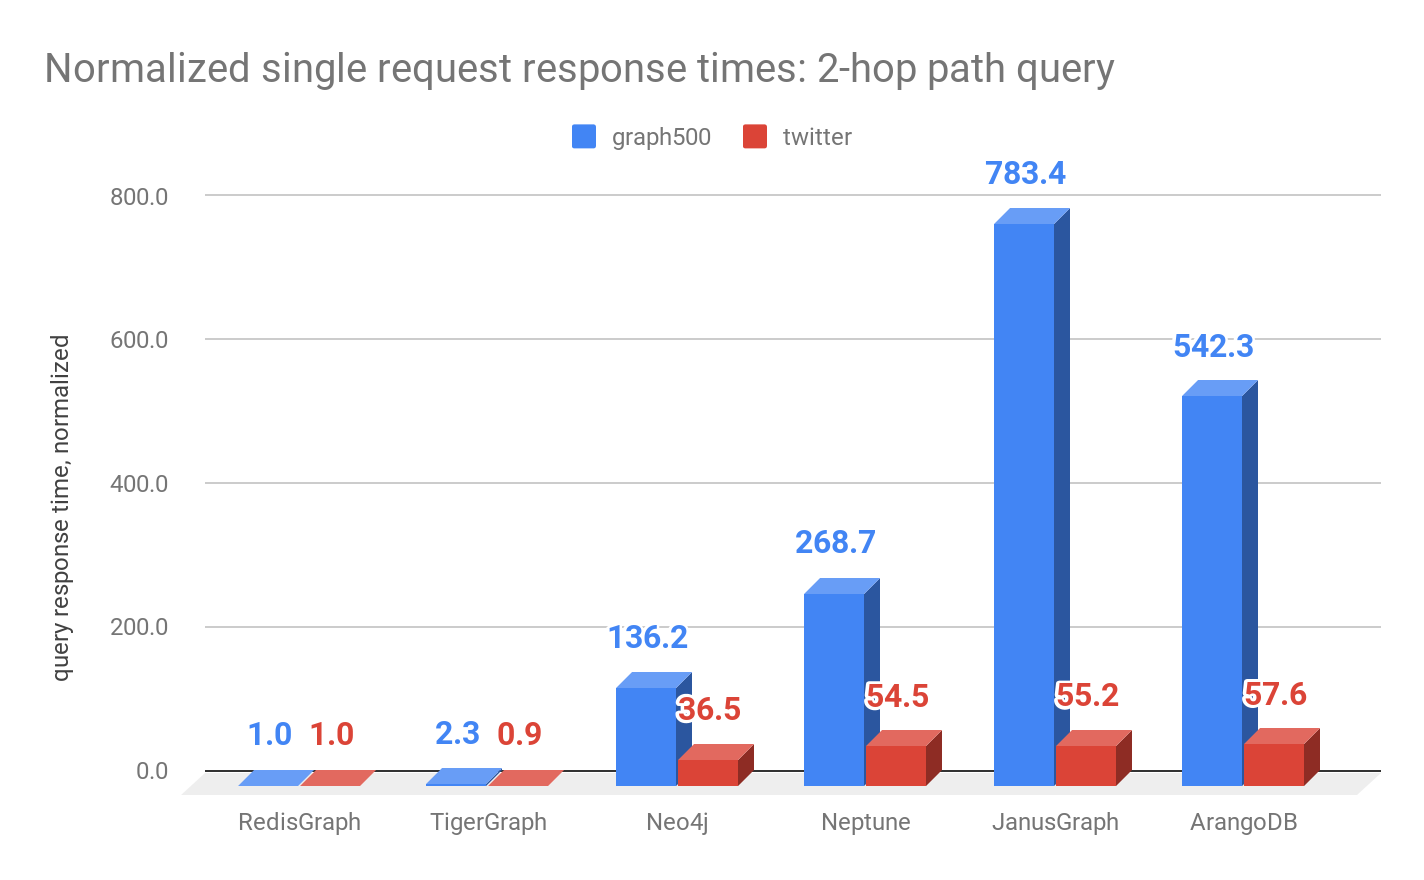 Normalized single request response times: 2-hop path query
graph500 twitter
query response time, normalized
800.0
600.0
400.0
200.0
0.0
1.0 1.0
2.3 0.9
136.2 36.5
268.7 54.5
783.4 55.2
542.3 57.6
RedisGraph TigerGraph Neo4j Neptune JanusGraph ArangoDB